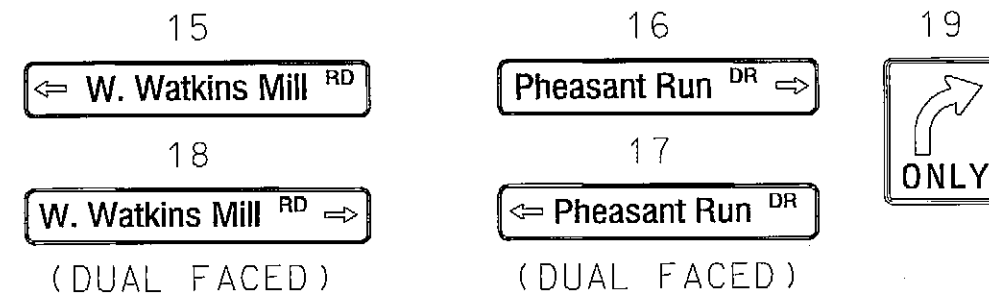 15
⇐ W. Watkins Mill RD
18
W. Watkins Mill RD ⇒
(DUAL FACED)
16
Pheasant Run DR ⇒
17
⇐ Pheasant Run DR
(DUAL FACED)
19
ONLY